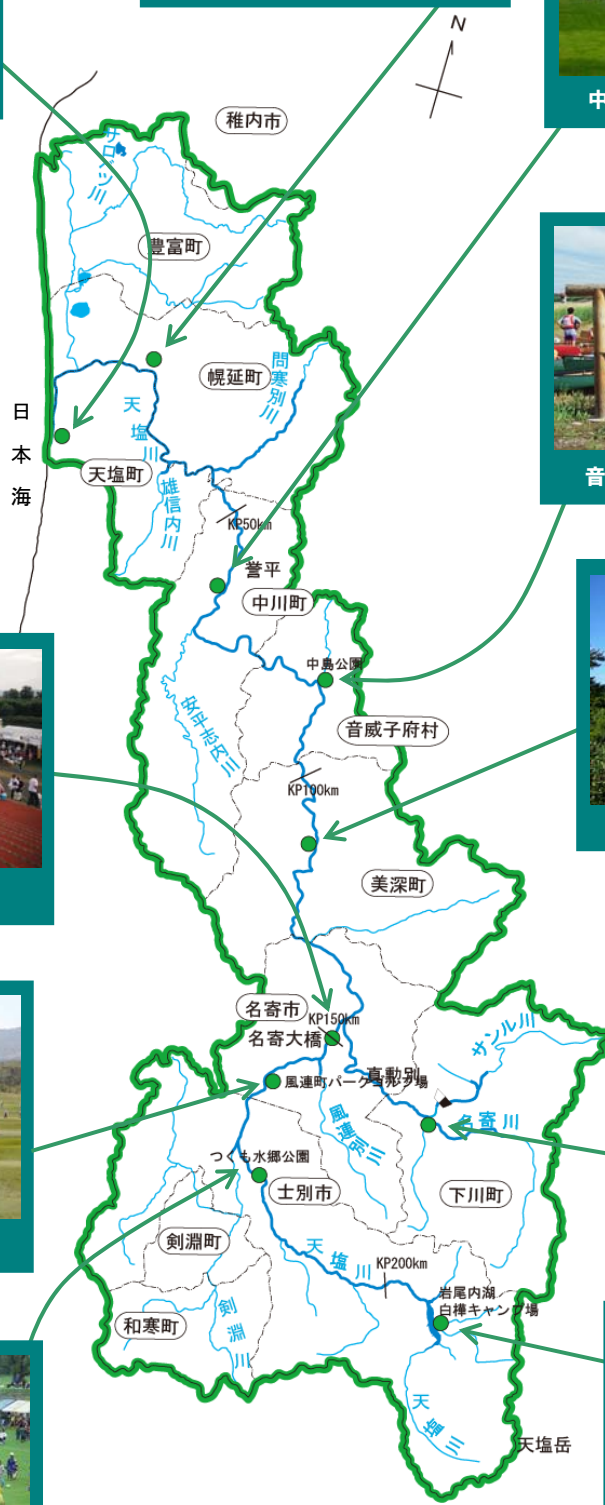 N
中
稚内市
サロベツ川
豊富町
幌延町
問寒別川
日本海
天塩川
天塩町
雄信内川
KP50km
誉平
中川町
音
中島公園
音威子府村
安平志内川
KP100km
美深町
名寄市
KP150km
名寄大橋
サンル川
真勲別
風連町パークゴルフ場
名寄川
風連別川
つくも水郷公園
士別市
下川町
剣淵町
天塩川
KP200km
岩尾内湖
白樺キャンプ場
和寒町
剣淵川
天塩川
天塩岳